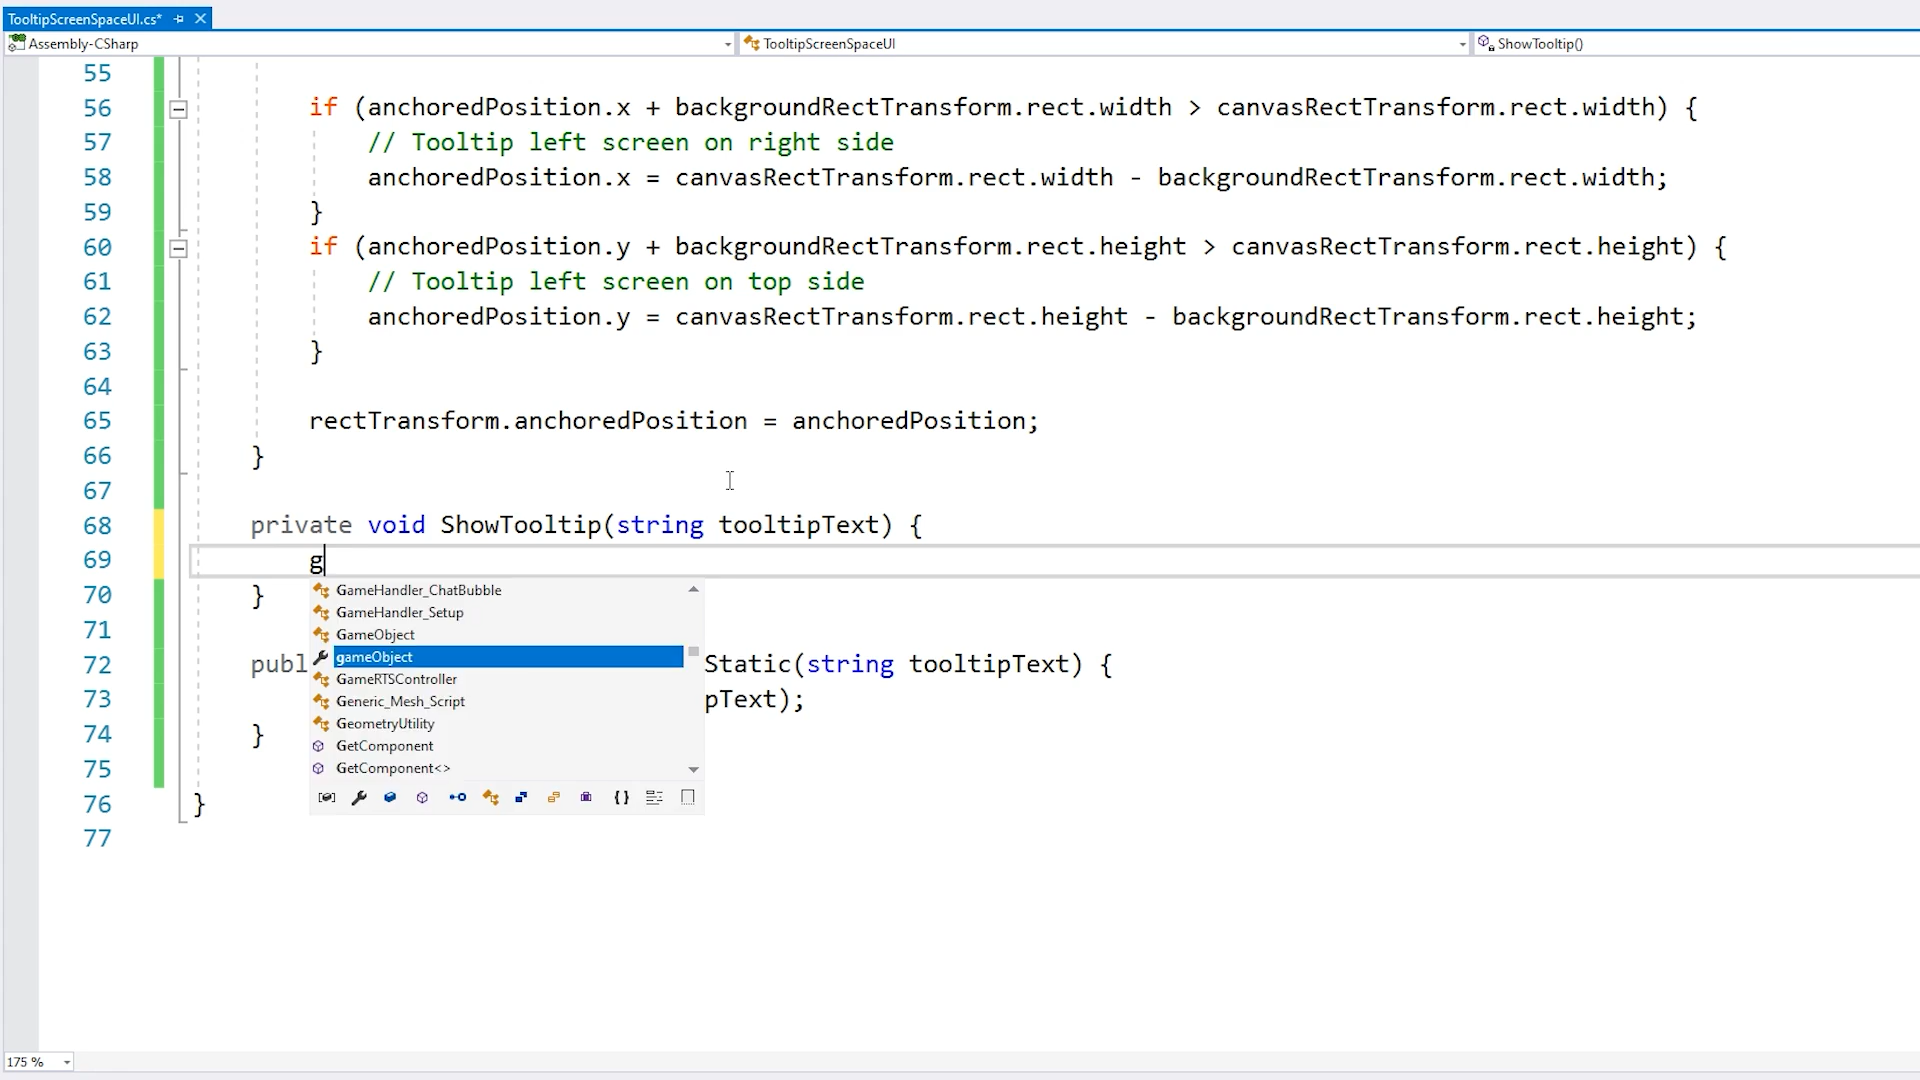 TooltipScreenSpaceUI.cs*
Assembly-CSharp TooltipScreenSpaceUI ShowTooltip()
55
56 if (anchoredPosition.x + backgroundRectTransform.rect.width > canvasRectTransform.rect.width) {
57 // Tooltip left screen on right side
58 anchoredPosition.x = canvasRectTransform.rect.width - backgroundRectTransform.rect.width;
59 }
60 if (anchoredPosition.y + backgroundRectTransform.rect.height > canvasRectTransform.rect.height) {
61 // Tooltip left screen on top side
62 anchoredPosition.y = canvasRectTransform.rect.height - backgroundRectTransform.rect.height;
63 }
64
65 rectTransform.anchoredPosition = anchoredPosition;
66 }
67
68 private void ShowTooltip(string tooltipText) {
69 g
70 }
71
72 publ Static(string tooltipText) {
73 pText);
74 }
75
76 }
77
GameHandler_ChatBubble
GameHandler_Setup
GameObject
gameObject
GameRTSController
Generic_Mesh_Script
GeometryUtility
GetComponent
GetComponent<>
175 %